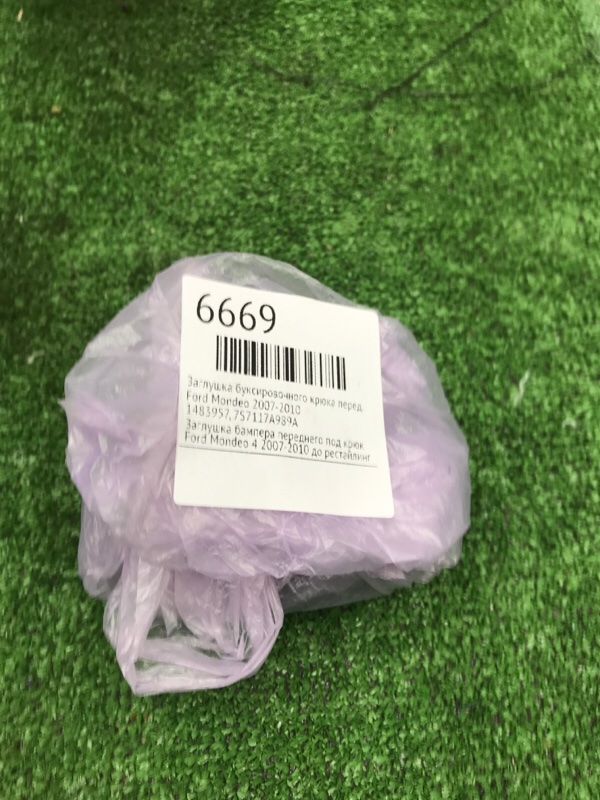 6669
Заглушка буксировочного крюка перед.
Ford Mondeo 2007-2010
1483957,757117A989A
Заглушка бампера переднего под крюк
Ford Mondeo 4 2007-2010 до рестайлинг